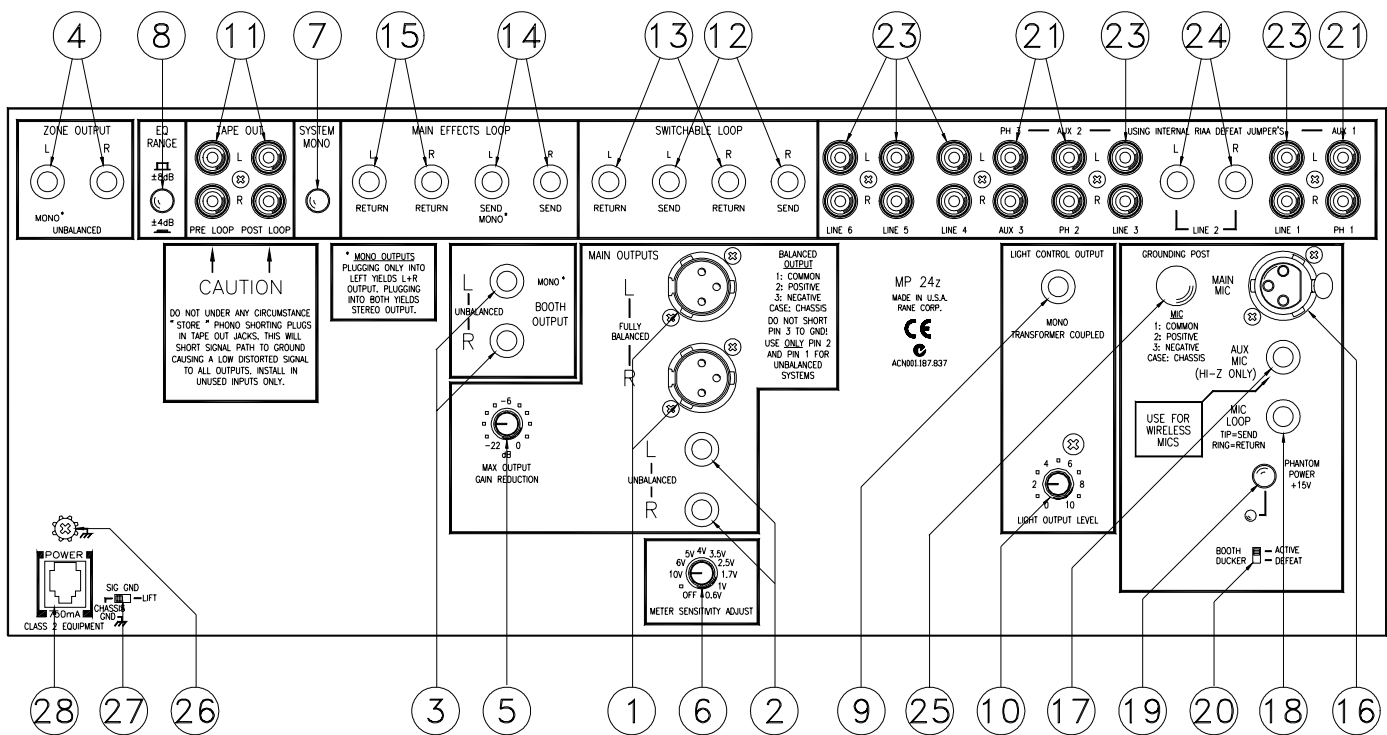 4 8 11 7 15 14 13 12 23 21 23 24 23 21
ZONE OUTPUT
L R
MONO*
UNBALANCED
EQ
RANGE
±8dB
±4dB
TAPE OUT
L
R
PRE LOOP POST LOOP
SYSTEM
MONO
MAIN EFFECTS LOOP
L R L R
RETURN RETURN SEND SEND
MONO*
SWITCHABLE LOOP
L L R R
RETURN SEND RETURN SEND
PH 3 — AUX 2 — USING INTERNAL RIAA DEFEAT JUMPER'S — AUX 1
L L L L R L
R R R R
LINE 6 LINE 5 LINE 4 AUX 3 PH 2 LINE 3 LINE 2 LINE 1 PH 1
CAUTION
DO NOT UNDER ANY CIRCUMSTANCE
"STORE " PHONO SHORTING PLUGS
IN TAPE OUT JACKS, THIS WILL
SHORT SIGNAL PATH TO GROUND
CAUSING A LOW DISTORTED SIGNAL
TO ALL OUTPUTS. INSTALL IN
UNUSED INPUTS ONLY.
* MONO OUTPUTS
PLUGGING ONLY INTO
LEFT YIELDS L+R
OUTPUT. PLUGGING
INTO BOTH YIELDS
STEREO OUTPUT.
L
UNBALANCED
R
MONO*
BOOTH
OUTPUT
MAIN OUTPUTS
L
FULLY
BALANCED
R
L
UNBALANCED
R
BALANCED
OUTPUT
1: COMMON
2: POSITIVE
3: NEGATIVE
CASE: CHASSIS
DO NOT SHORT
PIN 3 TO GND!
USE ONLY PIN 2
AND PIN 1 FOR
UNBALANCED
SYSTEMS
-6
-22 0
dB
MAX OUTPUT
GAIN REDUCTION
5V 4V 3.5V
6V 2.5V
10V 1.7V
1V
OFF 0.6V
METER SENSITIVITY ADJUST
MP 24z
MADE IN U.S.A.
RANE CORP.
CE
ACN001.187.837
LIGHT CONTROL OUTPUT
MONO
TRANSFORMER COUPLED
4 6
2 8
0 10
LIGHT OUTPUT LEVEL
GROUNDING POST
MAIN
MIC
MIC
1: COMMON
2: POSITIVE
3: NEGATIVE
CASE: CHASSIS
AUX
MIC
(HI-Z ONLY)
USE FOR
WIRELESS
MICS
MIC
LOOP
TIP=SEND
RING=RETURN
PHANTOM
POWER
+15V
BOOTH
DUCKER
ACTIVE
DEFEAT
POWER
750mA
CLASS 2 EQUIPMENT
SIG GND
LIFT
CHASSIS
GND
28 27 26 3 5 1 6 2 9 25 10 17 19 20 18 16